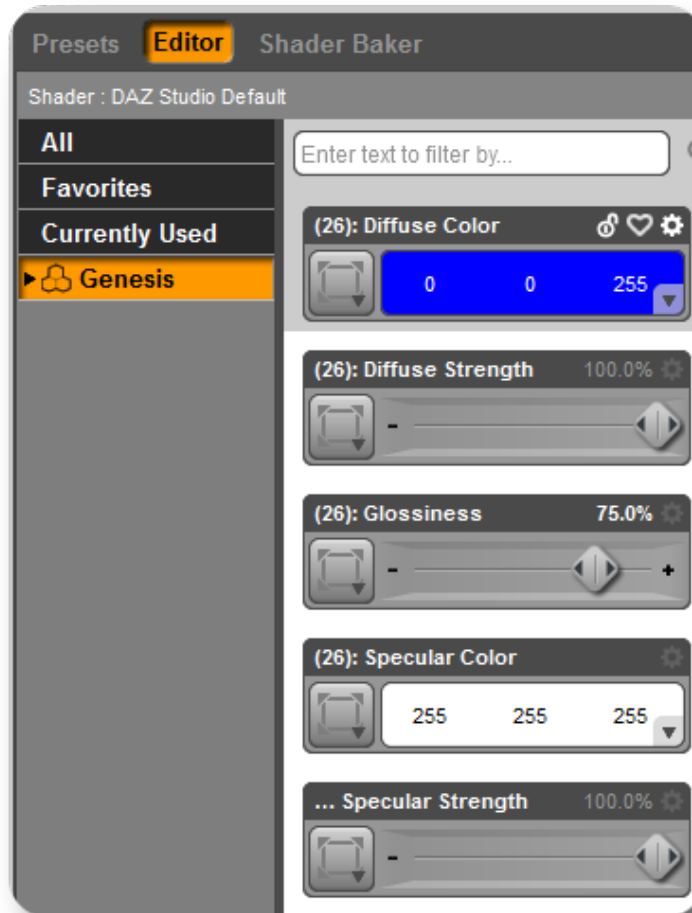 Presets Editor Shader Baker
Shader : DAZ Studio Default
All
Favorites
Currently Used
Genesis
Enter text to filter by...
(26): Diffuse Color
0 0 255
(26): Diffuse Strength 100.0%
-
(26): Glossiness 75.0%
- +
(26): Specular Color
255 255 255
... Specular Strength 100.0%
-